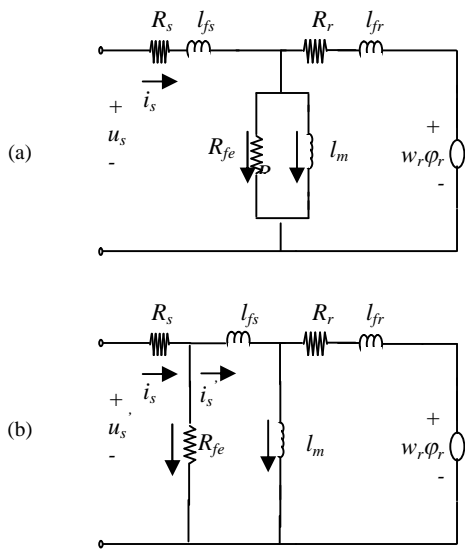 (a)
R_s l_fs R_r l_fr
+ i_s
u_s
-
R_fe l_m
+
w_rφ_r
-
(b)
R_s l_fs R_r l_fr
+ i_s i_s'
u_s'
-
R_fe l_m
+
w_rφ_r
-